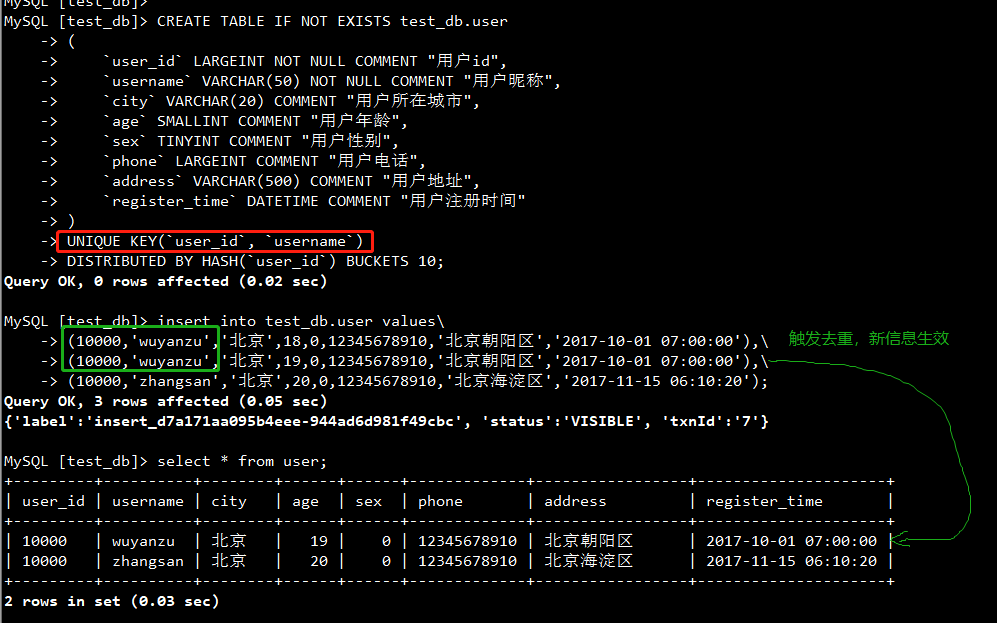 MySQL [test_db]>
MySQL [test_db]> CREATE TABLE IF NOT EXISTS test_db.user
-> (
-> `user_id` LARGEINT NOT NULL COMMENT "用户id",
-> `username` VARCHAR(50) NOT NULL COMMENT "用户昵称",
-> `city` VARCHAR(20) COMMENT "用户所在城市",
-> `age` SMALLINT COMMENT "用户年龄",
-> `sex` TINYINT COMMENT "用户性别",
-> `phone` LARGEINT COMMENT "用户电话",
-> `address` VARCHAR(500) COMMENT "用户地址",
-> `register_time` DATETIME COMMENT "用户注册时间"
-> )
-> UNIQUE KEY(`user_id`, `username`)
-> DISTRIBUTED BY HASH(`user_id`) BUCKETS 10;
Query OK, 0 rows affected (0.02 sec)
MySQL [test_db]> insert into test_db.user values\
-> (10000,'wuyanzu','北京',18,0,12345678910,'北京朝阳区','2017-10-01 07:00:00'),\
触发去重，新信息生效
-> (10000,'wuyanzu','北京',19,0,12345678910,'北京朝阳区','2017-10-01 07:00:00'),\
-> (10000,'zhangsan','北京',20,0,12345678910,'北京海淀区','2017-11-15 06:10:20');
Query OK, 3 rows affected (0.05 sec)
{'label':'insert_d7a171aa095b4eee-944ad6d981f49cbc', 'status':'VISIBLE', 'txnId':'7'}
MySQL [test_db]> select * from user;
+---------+----------+--------+------+------+-------------+-----------------+---------------------+
| user_id | username | city | age | sex | phone | address | register_time |
+---------+----------+--------+------+------+-------------+-----------------+---------------------+
| 10000 | wuyanzu | 北京 | 19 | 0 | 12345678910 | 北京朝阳区 | 2017-10-01 07:00:00 |
| 10000 | zhangsan | 北京 | 20 | 0 | 12345678910 | 北京海淀区 | 2017-11-15 06:10:20 |
+---------+----------+--------+------+------+-------------+-----------------+---------------------+
2 rows in set (0.03 sec)